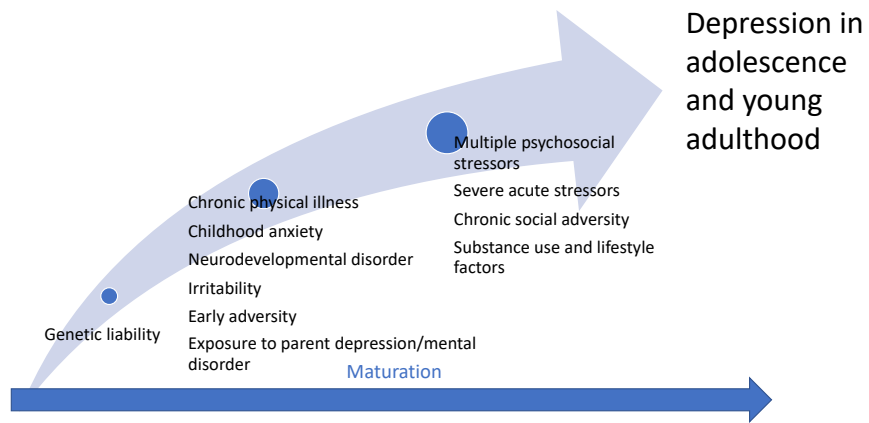 Depression in
adolescence
and young
adulthood
Multiple psychosocial
stressors
Severe acute stressors
Chronic social adversity
Substance use and lifestyle
factors
Chronic physical illness
Childhood anxiety
Neurodevelopmental disorder
Irritability
Early adversity
Exposure to parent depression/mental
disorder
Genetic liability
Maturation